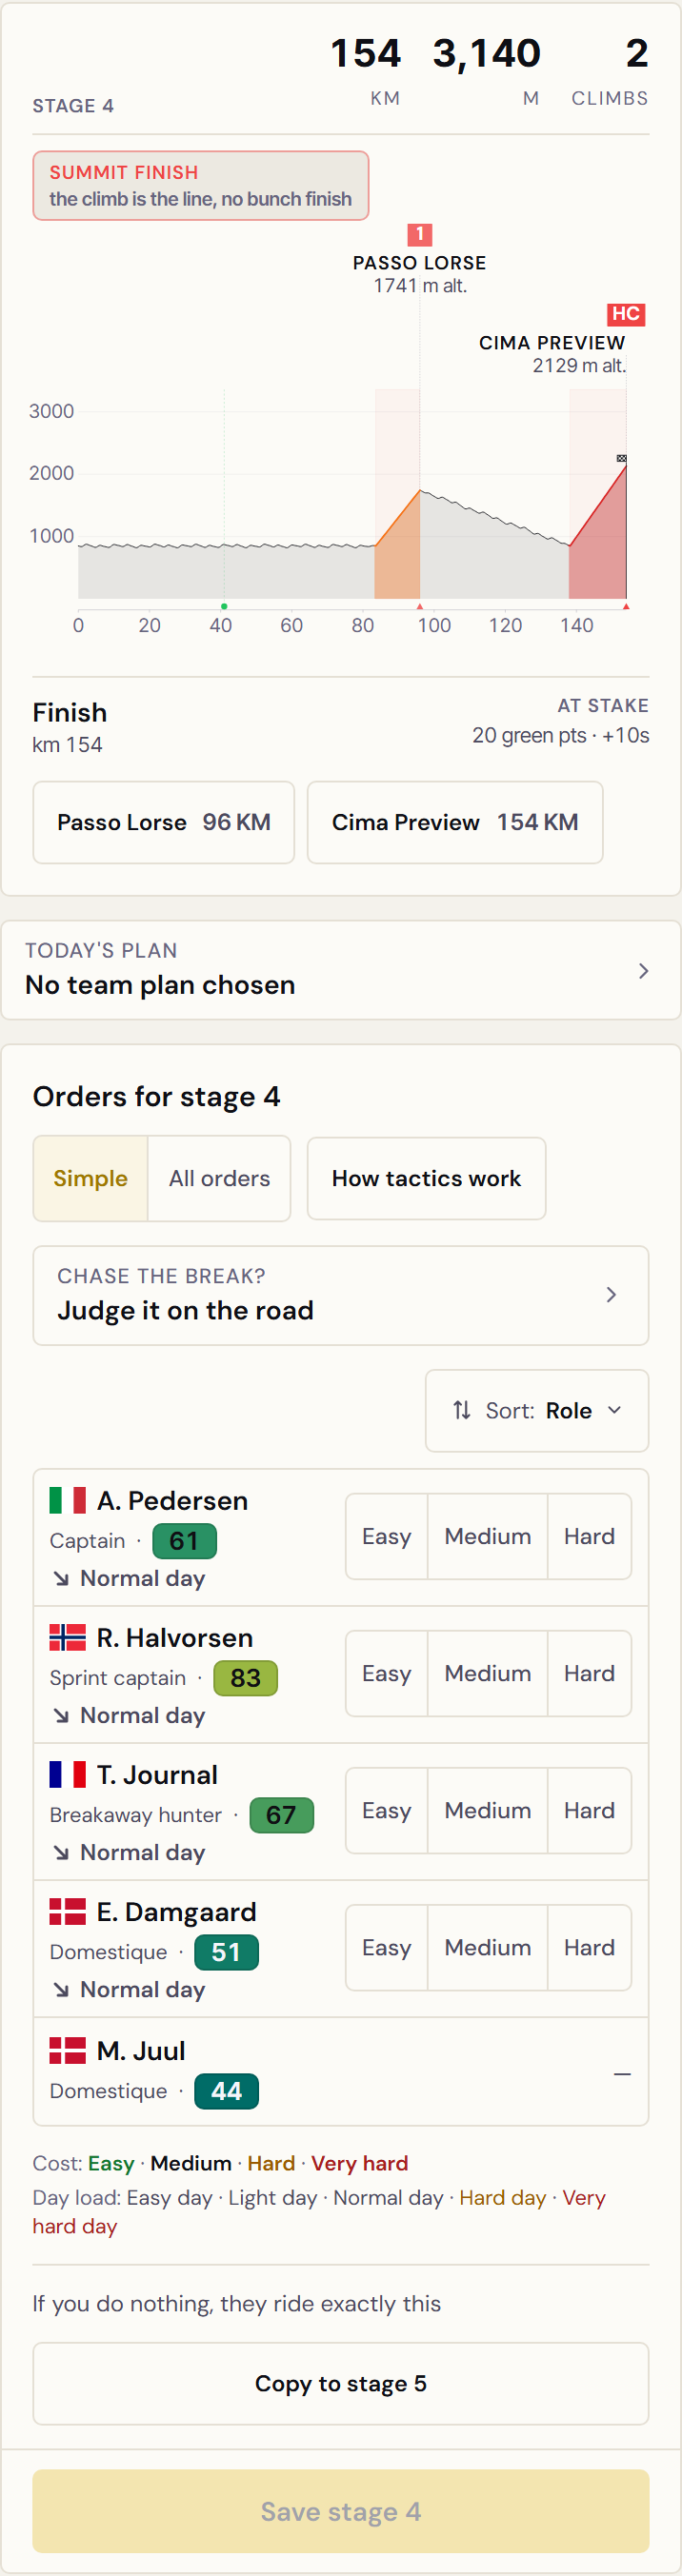 154 3,140 2
STAGE 4 KM M CLIMBS
SUMMIT FINISH
the climb is the line, no bunch finish
1
PASSO LORSE
1741 m alt.
HC
CIMA PREVIEW
2129 m alt.
3000
2000
1000
0 20 40 60 80 100 120 140
Finish
km 154
AT STAKE
20 green pts · +10s
Passo Lorse 96 KM
Cima Preview 154 KM
TODAY'S PLAN
No team plan chosen
Orders for stage 4
Simple All orders How tactics work
CHASE THE BREAK?
Judge it on the road
Sort: Role
A. Pedersen
Captain · 61
Normal day
Easy Medium Hard
R. Halvorsen
Sprint captain · 83
Normal day
Easy Medium Hard
T. Journal
Breakaway hunter · 67
Normal day
Easy Medium Hard
E. Damgaard
Domestique · 51
Normal day
Easy Medium Hard
M. Juul
Domestique · 44
–
Cost: Easy · Medium · Hard · Very hard
Day load: Easy day · Light day · Normal day · Hard day · Very
hard day
If you do nothing, they ride exactly this
Copy to stage 5
Save stage 4